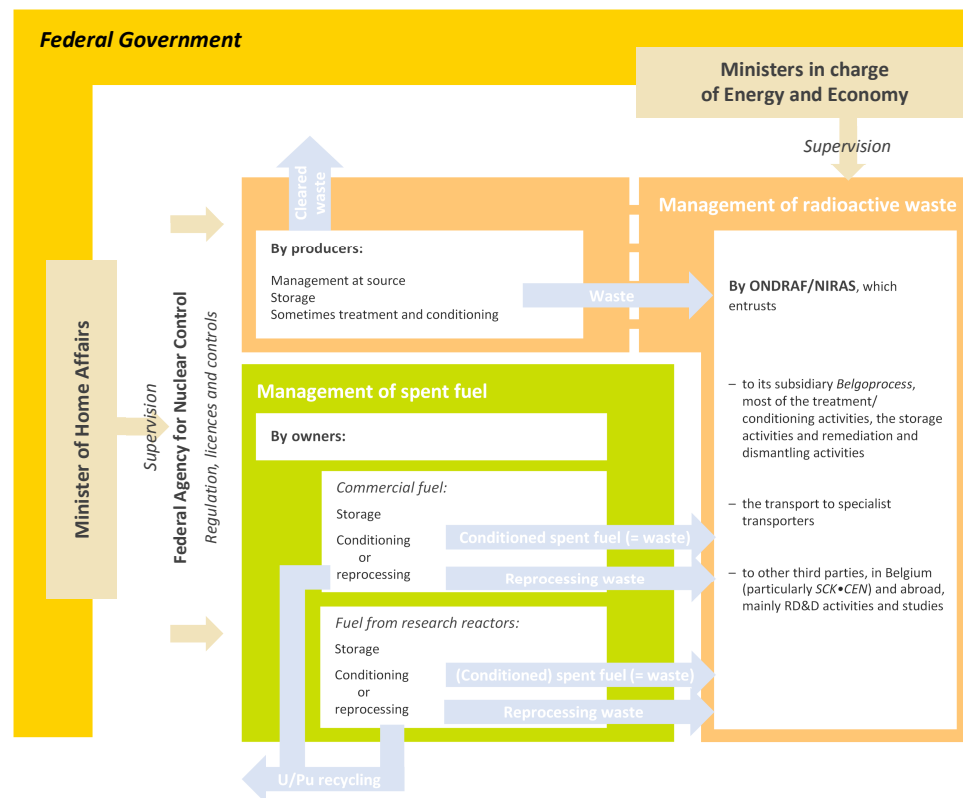 Federal Government
Ministers in charge
of Energy and Economy
Supervision
Cleared
waste
Management of radioactive waste
By producers:
Management at source
Storage
Sometimes treatment and conditioning
Waste
By ONDRAF/NIRAS, which
entrusts
– to its subsidiary Belgoprocess,
most of the treatment/
conditioning activities, the storage
activities and remediation and
dismantling activities
– the transport to specialist
transporters
– to other third parties, in Belgium
(particularly SCK•CEN) and abroad,
mainly RD&D activities and studies
Minister of Home Affairs
Supervision
Federal Agency for Nuclear Control
Regulation, licences and controls
Management of spent fuel
By owners:
Commercial fuel:
Storage
Conditioning
or
reprocessing
Conditioned spent fuel (= waste)
Reprocessing waste
Fuel from research reactors:
Storage
Conditioning
or
reprocessing
(Conditioned) spent fuel (= waste)
Reprocessing waste
U/Pu recycling